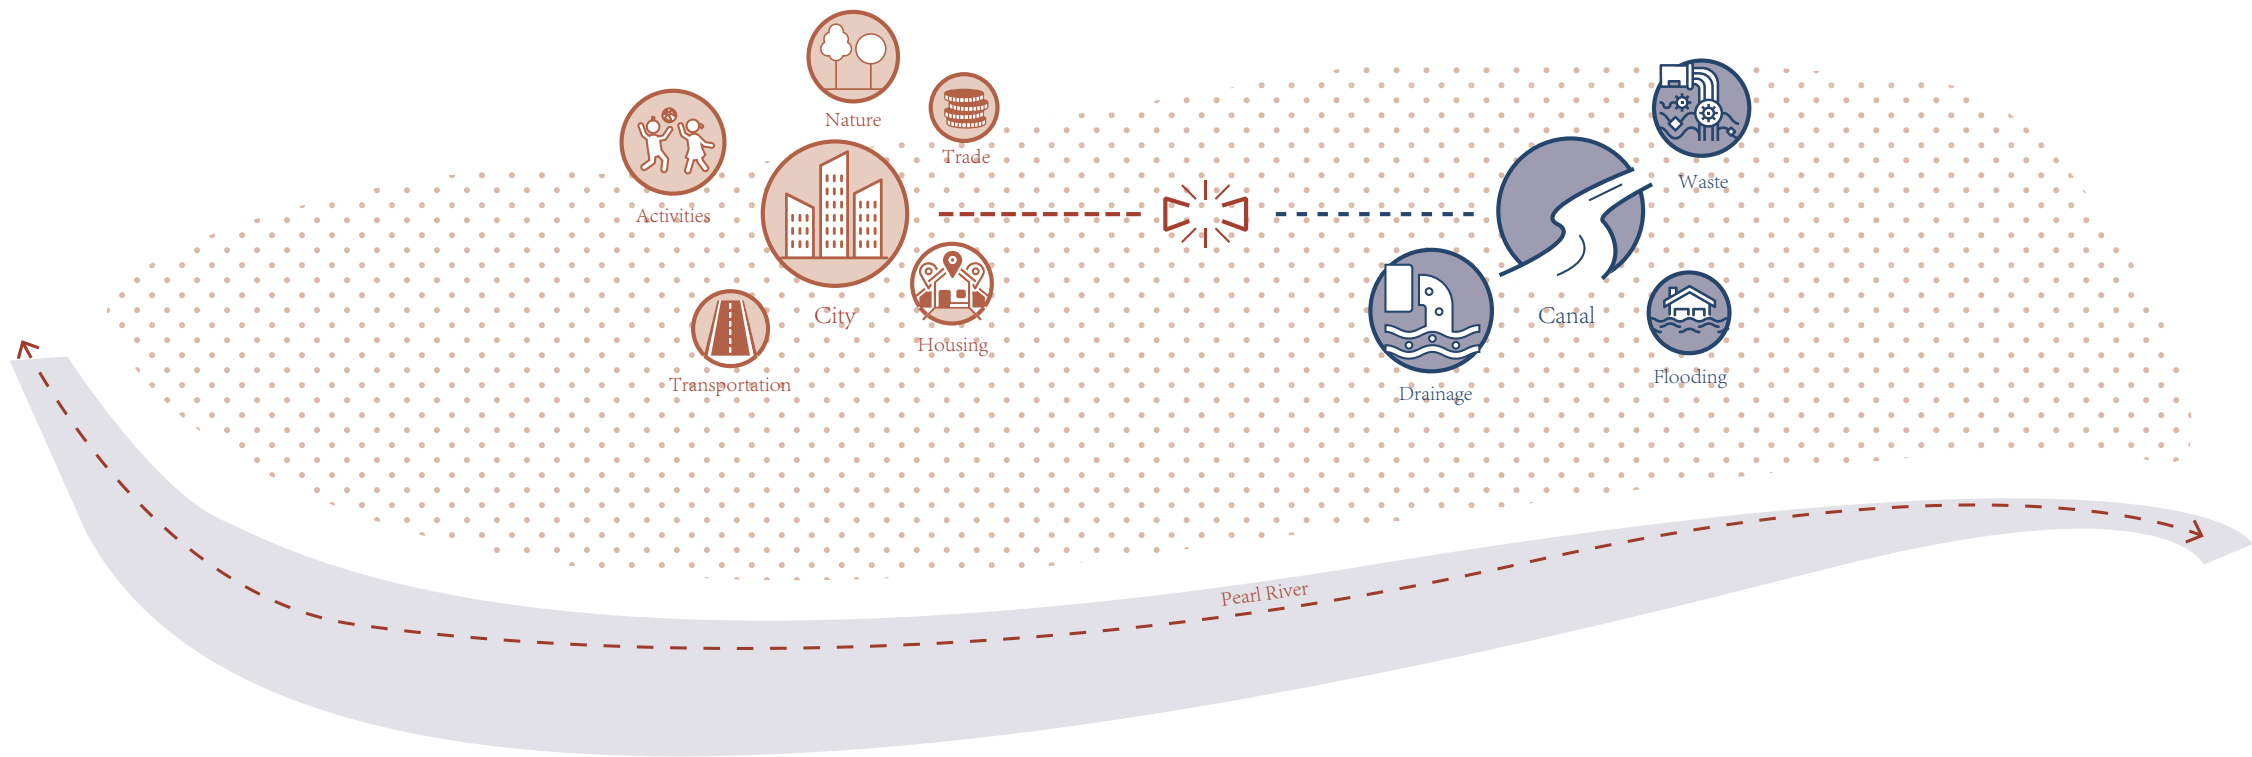 Nature
Trade
Activities
City
Housing
Transportation
Waste
Canal
Flooding
Drainage
Pearl River